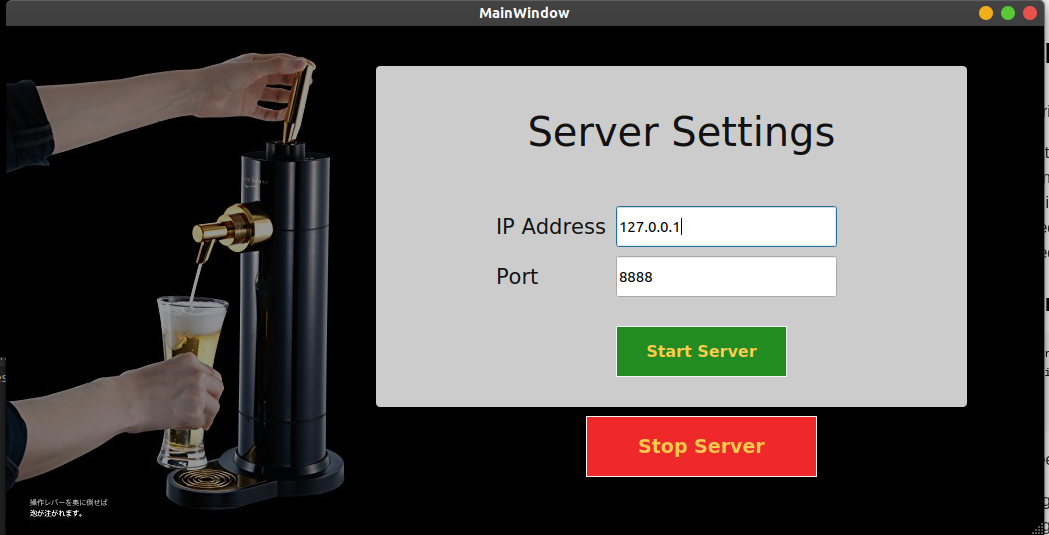 MainWindow
Server Settings
IP Address
127.0.0.1
Port
8888
Start Server
Stop Server
操作レバーを奥に倒せば
泡が注がれます。